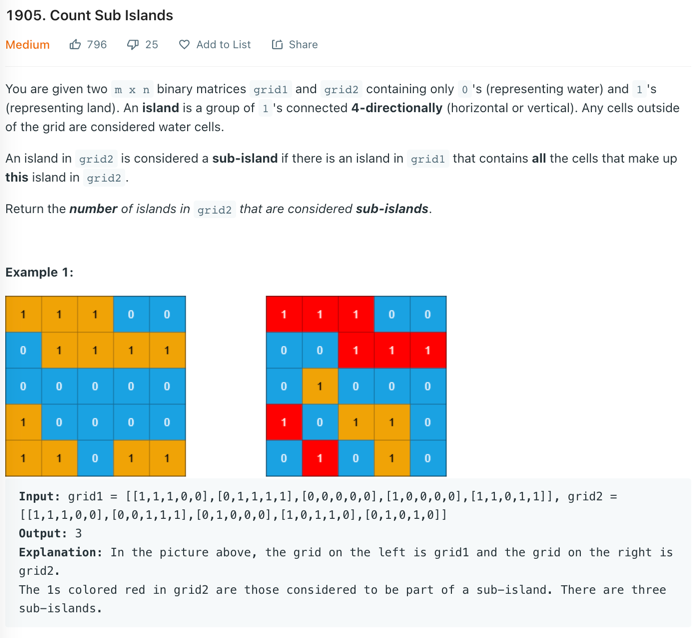 1905. Count Sub Islands
Medium 796 25 Add to List Share
You are given two m x n binary matrices grid1 and grid2 containing only 0 's (representing water) and 1 's
(representing land). An island is a group of 1 's connected 4-directionally (horizontal or vertical). Any cells outside
of the grid are considered water cells.
An island in grid2 is considered a sub-island if there is an island in grid1 that contains all the cells that make up
this island in grid2 .
Return the number of islands in grid2 that are considered sub-islands.
Example 1:
1 1 1 0 0 1 1 1 0 0
0 1 1 1 1 0 0 1 1 1
0 0 0 0 0 0 1 0 0 0
1 0 0 0 0 1 0 1 1 0
1 1 0 1 1 0 1 0 1 0
Input: grid1 = [[1,1,1,0,0],[0,1,1,1,1],[0,0,0,0,0],[1,0,0,0,0],[1,1,0,1,1]], grid2 =
[[1,1,1,0,0],[0,0,1,1,1],[0,1,0,0,0],[1,0,1,1,0],[0,1,0,1,0]]
Output: 3
Explanation: In the picture above, the grid on the left is grid1 and the grid on the right is
grid2.
The 1s colored red in grid2 are those considered to be part of a sub-island. There are three
sub-islands.